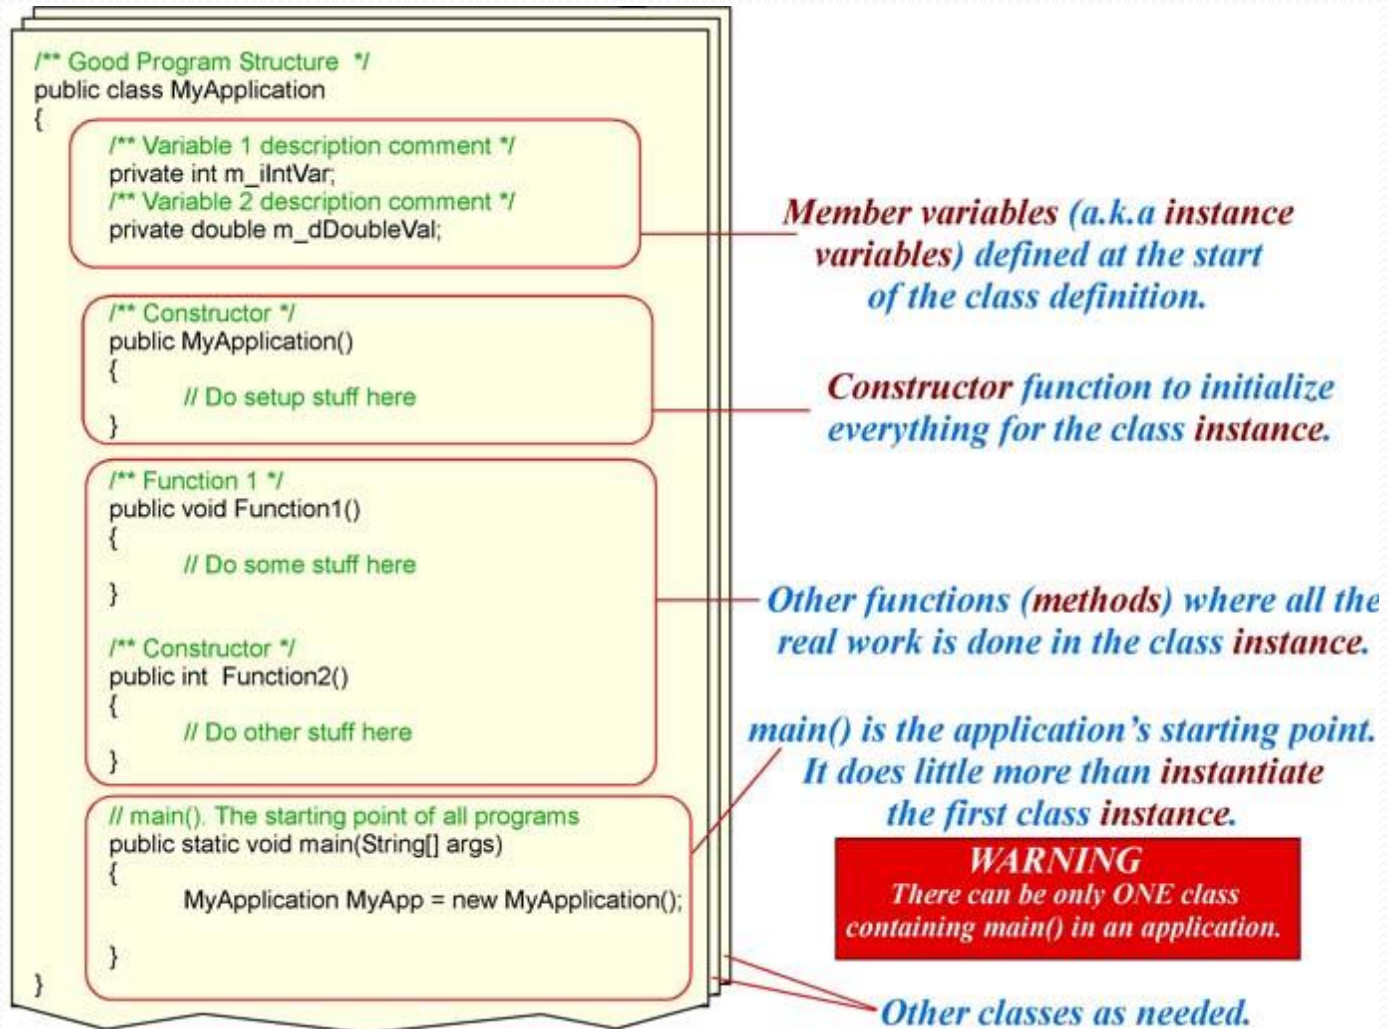 /** Good Program Structure */
public class MyApplication
{
/** Variable 1 description comment */
private int m_iIntVar;
/** Variable 2 description comment */
private double m_dDoubleVal;
/** Constructor */
public MyApplication()
{
// Do setup stuff here
}
/** Function 1 */
public void Function1()
{
// Do some stuff here
}
/** Constructor */
public int Function2()
{
// Do other stuff here
}
// main(). The starting point of all programs
public static void main(String[] args)
{
MyApplication MyApp = new MyApplication();
}
}
Member variables (a.k.a instance
variables) defined at the start
of the class definition.
Constructor function to initialize
everything for the class instance.
Other functions (methods) where all the
real work is done in the class instance.
main() is the application’s starting point.
It does little more than instantiate
the first class instance.
WARNING
There can be only ONE class
containing main() in an application.
Other classes as needed.